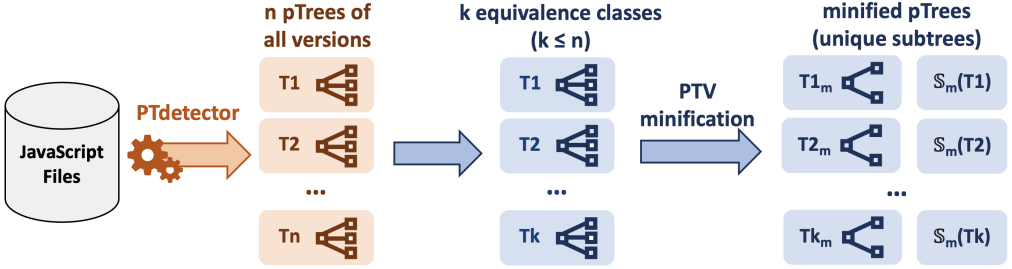 n pTrees of
all versions
k equivalence classes
(k ≤ n)
minified pTrees
(unique subtrees)
JavaScript
Files
PTdetector
T1
T2
...
Tn
T1
T2
...
Tk
PTV
minification
T1ₘ
𝕊ₘ(T1)
T2ₘ
𝕊ₘ(T2)
...
Tkₘ
𝕊ₘ(Tk)